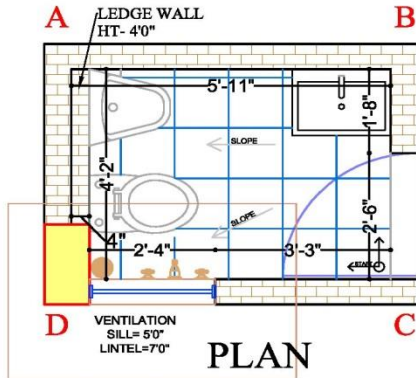 A
LEDGE WALL
HT- 4'0"
B
5'-11"
1'-8"
SLOPE
4'-2"
SLOPE
2'-6"
4"
2'-4"
3'-3"
START
D
VENTILATION
SILL= 5'0"
LINTEL=7'0"
PLAN
C